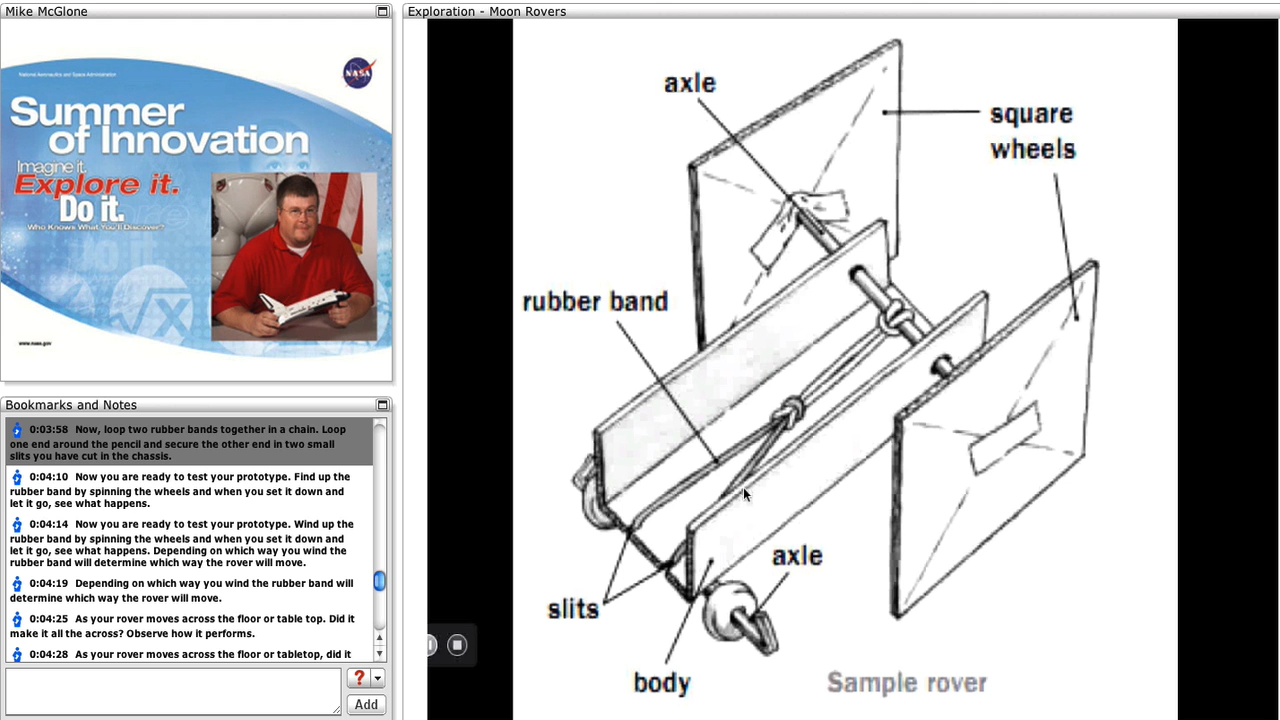 Mike McGlone
National Aeronautics and Space Administration
NASA
Summer
of Innovation
Imagine it.
Explore it.
Do it.
Who Knows What You'll Discover?
www.nasa.gov
Bookmarks and Notes
0:03:58 Now, loop two rubber bands together in a chain. Loop
one end around the pencil and secure the other end in two small
slits you have cut in the chassis.
0:04:10 Now you are ready to test your prototype. Find up the
rubber band by spinning the wheels and when you set it down and
let it go, see what happens.
0:04:14 Now you are ready to test your prototype. Wind up the
rubber band by spinning the wheels and when you set it down and
let it go, see what happens. Depending on which way you wind the
rubber band will determine which way the rover will move.
0:04:19 Depending on which way you wind the rubber band will
determine which way the rover will move.
0:04:25 As your rover moves across the floor or table top. Did it
make it all the across? Observe how it performs.
0:04:28 As your rover moves across the floor or tabletop, did it
?
Add
Exploration - Moon Rovers
axle
square
wheels
rubber band
axle
slits
body
Sample rover